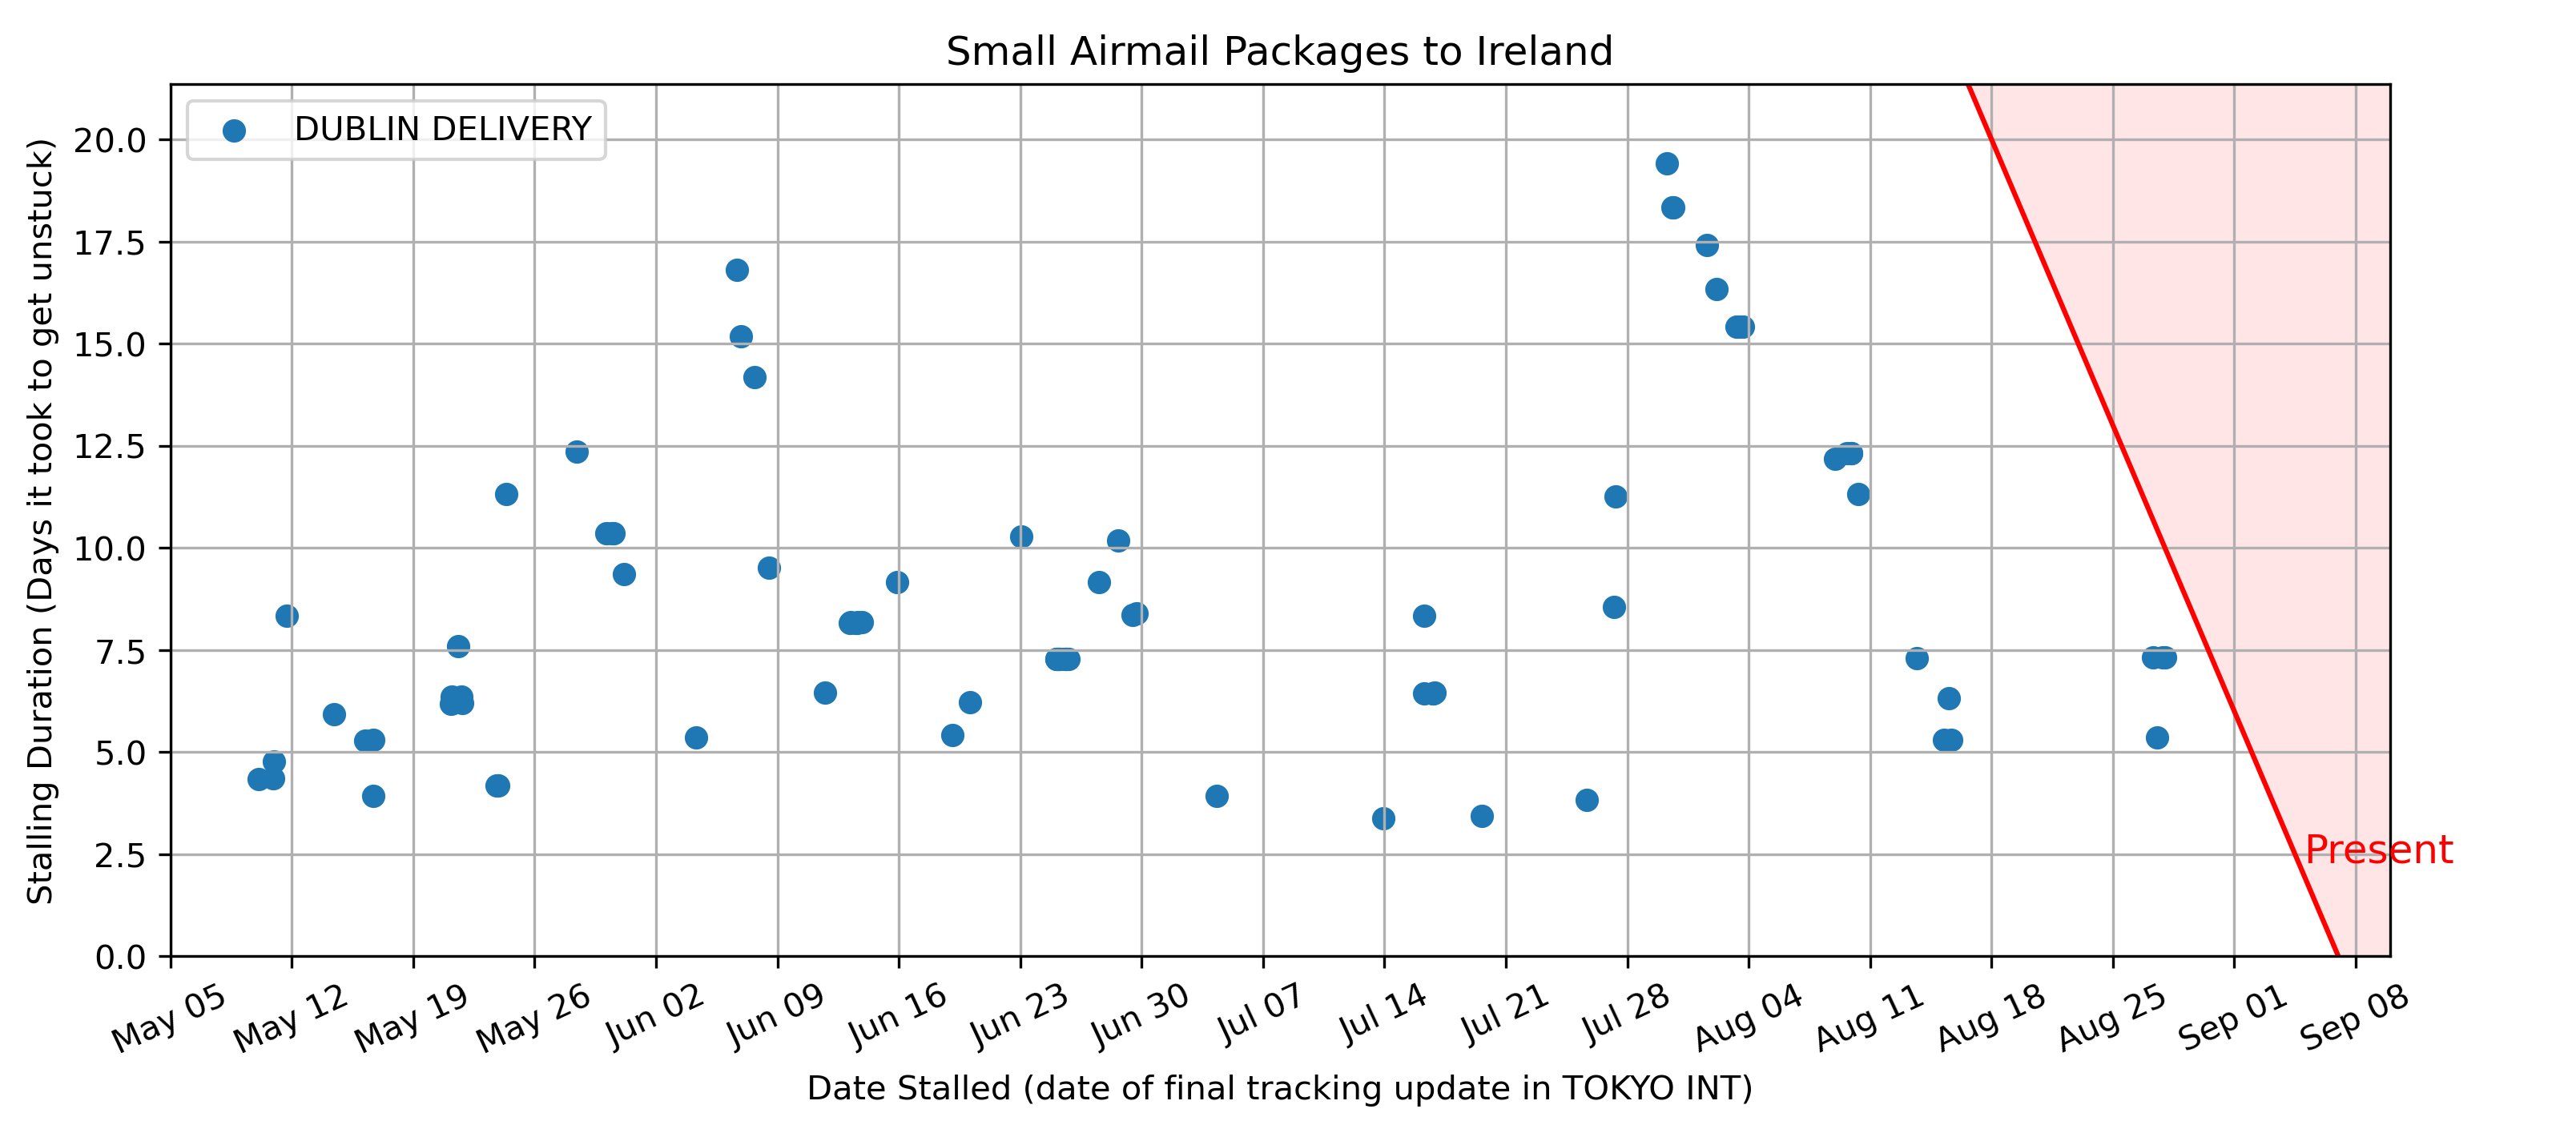 Small Airmail Packages to Ireland
DUBLIN DELIVERY
Stalling Duration (Days it took to get unstuck)
20.0
17.5
15.0
12.5
10.0
7.5
5.0
2.5
0.0
Present
May 05
May 12
May 19
May 26
Jun 02
Jun 09
Jun 16
Jun 23
Jun 30
Jul 07
Jul 14
Jul 21
Jul 28
Aug 04
Aug 11
Aug 18
Aug 25
Sep 01
Sep 08
Date Stalled (date of final tracking update in TOKYO INT)